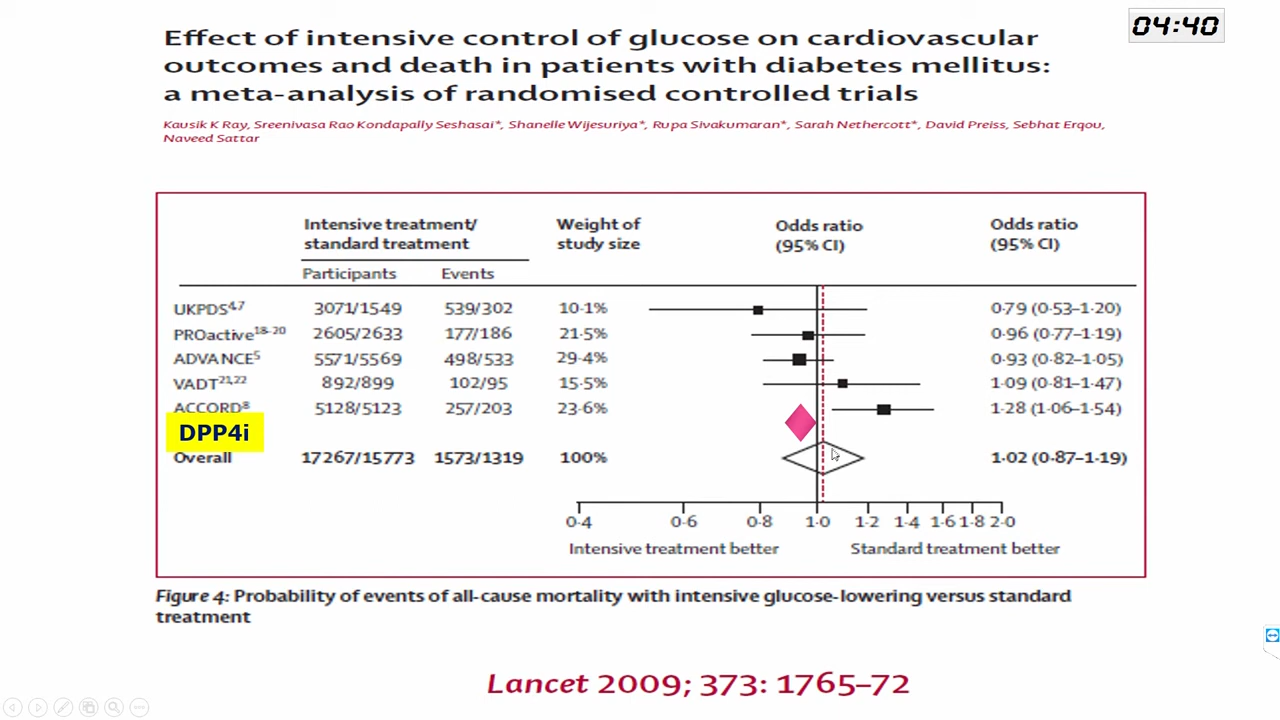 04:40
Effect of intensive control of glucose on cardiovascular
outcomes and death in patients with diabetes mellitus:
a meta-analysis of randomised controlled trials
Kausik K Ray, Sreenivasa Rao Kondapally Seshasai*, Shanelle Wijesuriya*, Rupa Sivakumaran*, Sarah Nethercott*, David Preiss, Sebhat Erqou,
Naveed Sattar
Intensive treatment/ Weight of Odds ratio Odds ratio
standard treatment study size (95% CI) (95% CI)
Participants Events
UKPDS4,7 3071/1549 539/302 10·1% 0·79 (0·53–1·20)
PROactive18-20 2605/2633 177/186 21·5% 0·96 (0·77–1·19)
ADVANCE5 5571/5569 498/533 29·4% 0·93 (0·82–1·05)
VADT21,22 892/899 102/95 15·5% 1·09 (0·81–1·47)
ACCORD8 5128/5123 257/203 23·6% 1·28 (1·06–1·54)
DPP4i
Overall 17267/15773 1573/1319 100% 1·02 (0·87–1·19)
0·4 0·6 0·8 1·0 1·2 1·4 1·6 1·8 2·0
Intensive treatment better Standard treatment better
Figure 4: Probability of events of all-cause mortality with intensive glucose-lowering versus standard
treatment
Lancet 2009; 373: 1765–72